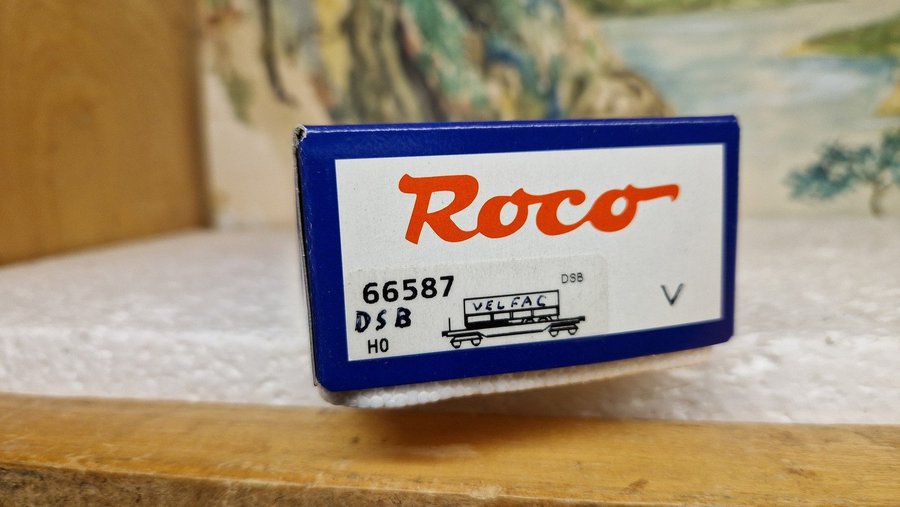 Roco
66587
DSB
VELFAC
DSB
H0
V